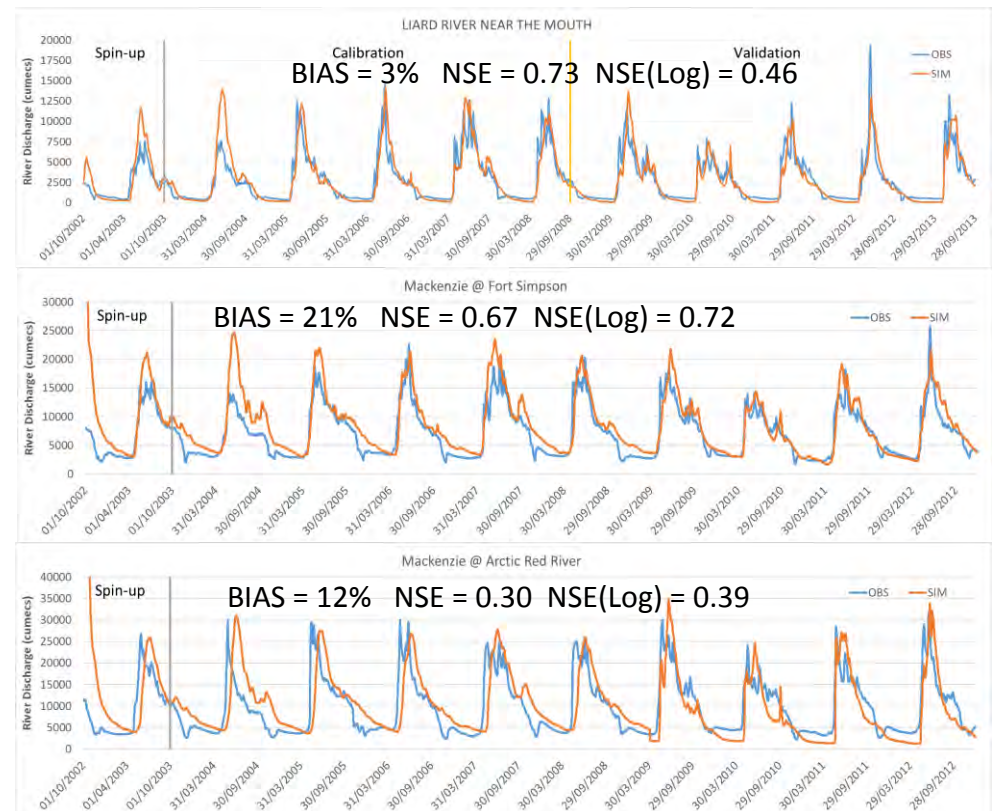 LIARD RIVER NEAR THE MOUTH
Spin-up Calibration Validation
BIAS = 3% NSE = 0.73 NSE(Log) = 0.46
OBS
SIM
River Discharge (cumecs)
20000
17500
15000
12500
10000
7500
5000
2500
0
01/10/2002 01/04/2003 01/10/2003 31/03/2004 30/09/2004 31/03/2005 30/09/2005 31/03/2006 30/09/2006 31/03/2007 30/09/2007 30/03/2008 29/09/2008 30/03/2009 29/09/2009 30/03/2010 29/09/2010 30/03/2011 29/09/2011 29/03/2012 28/09/2012 29/03/2013 28/09/2013
Mackenzie @ Fort Simpson
Spin-up BIAS = 21% NSE = 0.67 NSE(Log) = 0.72
OBS SIM
River Discharge (cumecs)
30000
25000
20000
15000
10000
5000
0
01/10/2002 01/04/2003 01/10/2003 31/03/2004 30/09/2004 31/03/2005 30/09/2005 31/03/2006 30/09/2006 31/03/2007 30/09/2007 30/03/2008 29/09/2008 30/03/2009 29/09/2009 30/03/2010 29/09/2010 30/03/2011 29/09/2011 29/03/2012 28/09/2012
Mackenzie @ Arctic Red River
Spin-up BIAS = 12% NSE = 0.30 NSE(Log) = 0.39
OBS SIM
River Discharge (cumecs)
40000
35000
30000
25000
20000
15000
10000
5000
0
01/10/2002 01/04/2003 01/10/2003 31/03/2004 30/09/2004 31/03/2005 30/09/2005 31/03/2006 30/09/2006 31/03/2007 30/09/2007 30/03/2008 29/09/2008 30/03/2009 29/09/2009 30/03/2010 29/09/2010 30/03/2011 29/09/2011 29/03/2012 28/09/2012